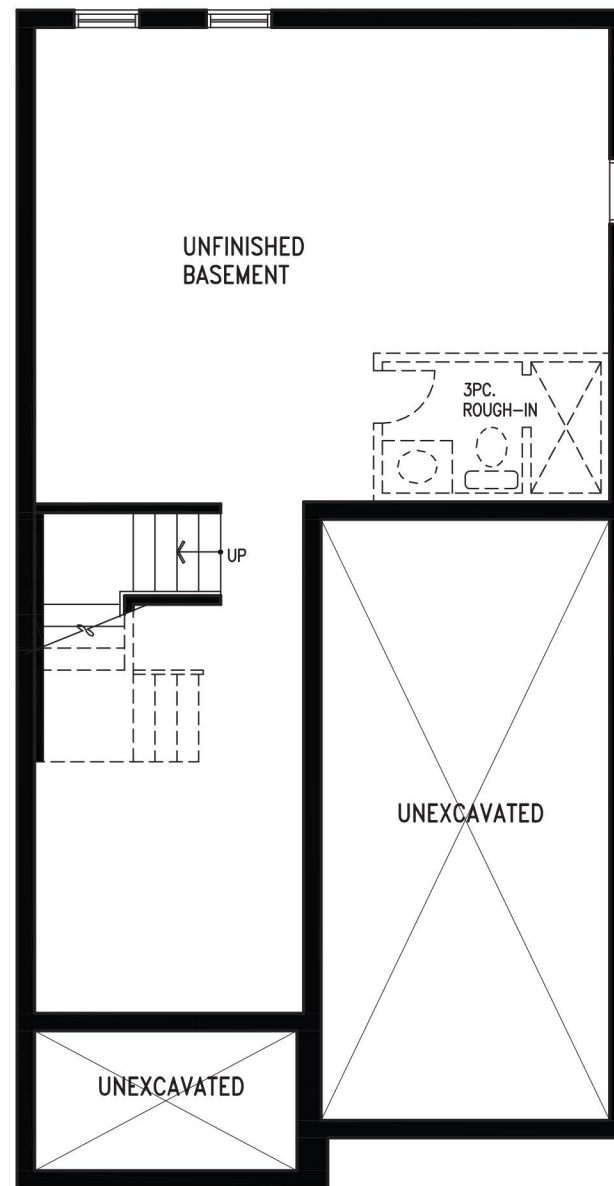 UNFINISHED
BASEMENT
3PC.
ROUGH-IN
UP
UNEXCAVATED
UNEXCAVATED